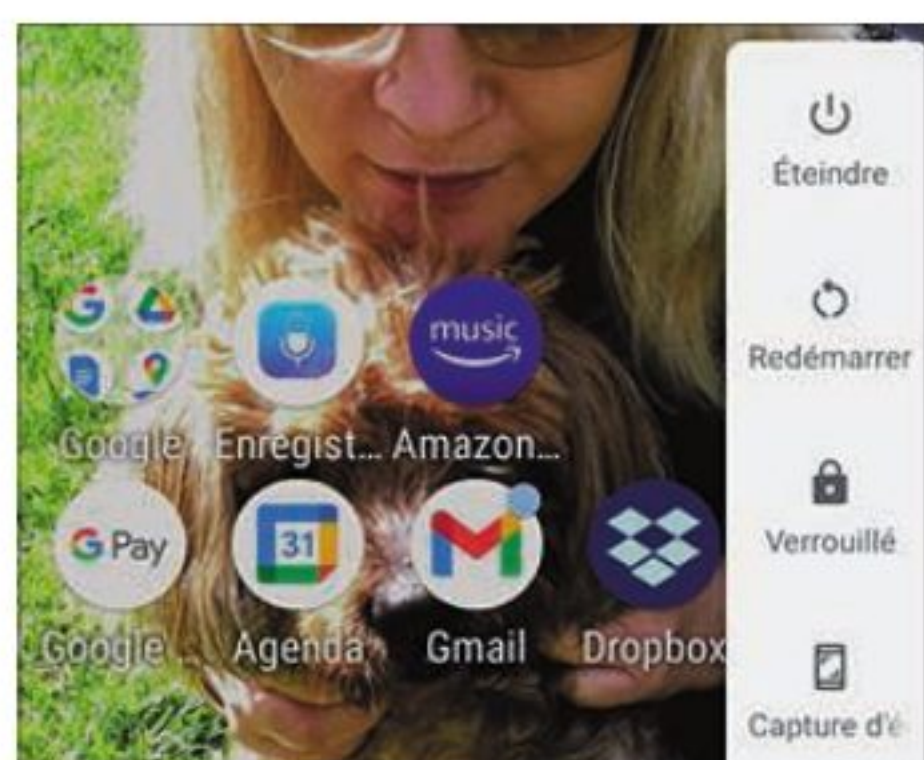 Éteindre
Redémarrer
Verrouillé
Capture d'é
music
Google Enregist... Amazon...
G Pay
31
Google ... Agenda Gmail Dropbox